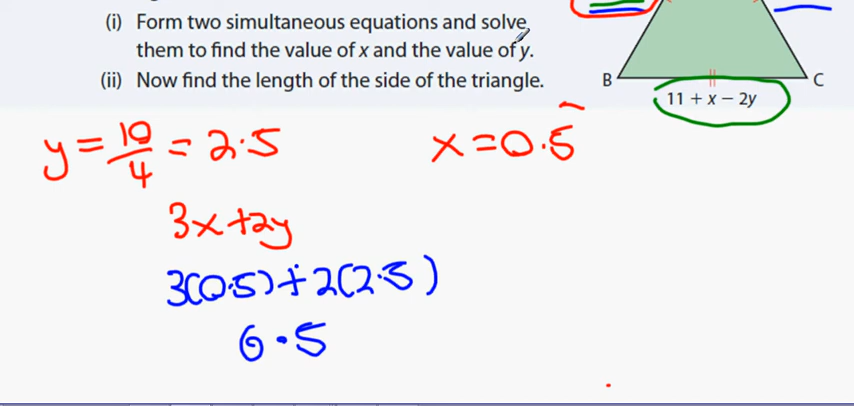 (i) Form two simultaneous equations and solve
them to find the value of x and the value of y.
(ii) Now find the length of the side of the triangle.
B
C
11 + x − 2y
y = 10/4 = 2.5
x = 0.5
3x + 2y
3(0.5) + 2(2.5)
6.5